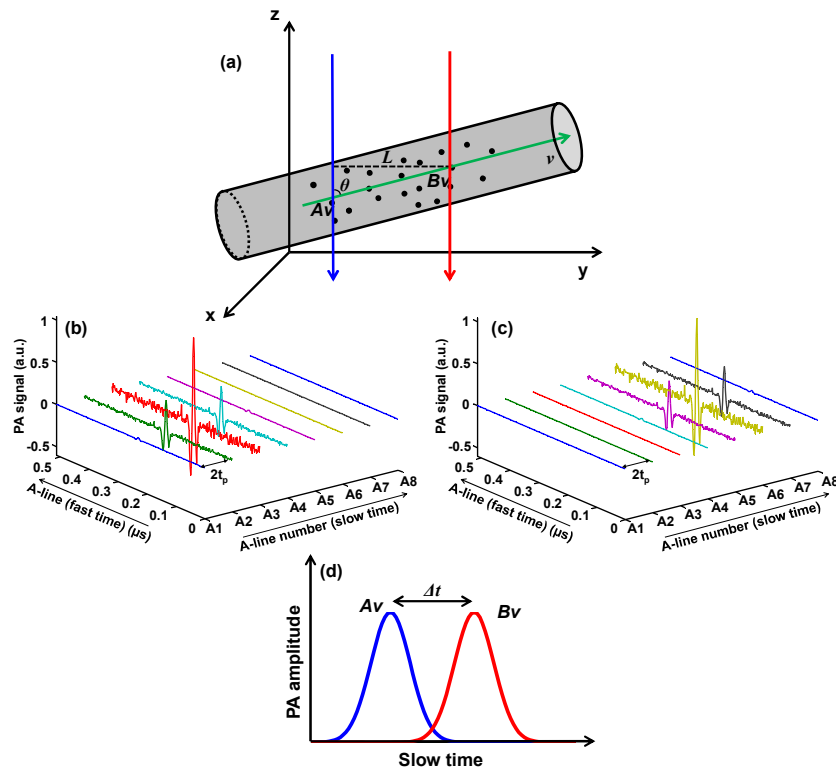 z
(a)
L
v
θ
Bv
Av
y
x
(b)
1
0.5
0
-0.5
PA signal (a.u.)
2tₚ
0.5
0.4
0.3
0.2
0.1
0
A-line (fast time) (µs)
A1
A2
A3
A4
A5
A6
A7
A8
A-line number (slow time)
(c)
1
0.5
0
-0.5
PA signal (a.u.)
2tₚ
0.5
0.4
0.3
0.2
0.1
0
A-line (fast time) (µs)
A1
A2
A3
A4
A5
A6
A7
A8
A-line number (slow time)
(d)
Δt
Av
Bv
PA amplitude
Slow time